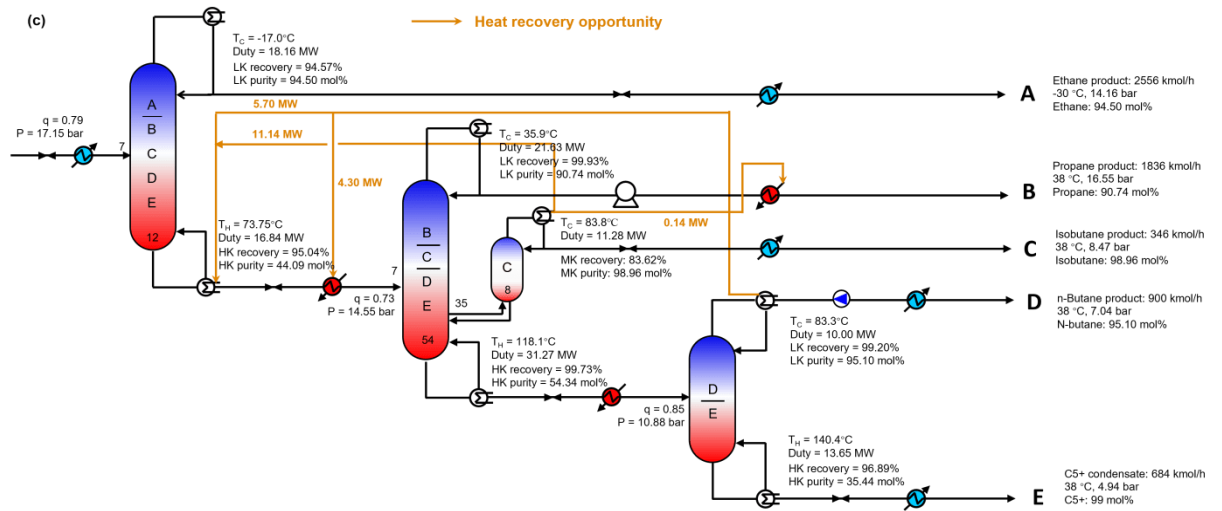 (c)
Heat recovery opportunity
T_C = -17.0°C
Duty = 18.16 MW
LK recovery = 94.57%
LK purity = 94.50 mol%
A
Ethane product: 2556 kmol/h
-30 °C, 14.16 bar
Ethane: 94.50 mol%
q = 0.79
P = 17.15 bar
7
A
B
C
D
E
12
5.70 MW
11.14 MW
4.30 MW
T_C = 35.9°C
Duty = 21.63 MW
LK recovery = 99.93%
LK purity = 90.74 mol%
B
Propane product: 1836 kmol/h
38 °C, 16.55 bar
Propane: 90.74 mol%
0.14 MW
T_H = 73.75°C
Duty = 16.84 MW
HK recovery = 95.04%
HK purity = 44.09 mol%
7
q = 0.73
P = 14.55 bar
B
C
D
E
35
54
C
8
T_C = 83.8°C
Duty = 11.28 MW
MK recovery: 83.62%
MK purity: 98.96 mol%
C
Isobutane product: 346 kmol/h
38 °C, 8.47 bar
Isobutane: 98.96 mol%
D
n-Butane product: 900 kmol/h
38 °C, 7.04 bar
N-butane: 95.10 mol%
T_C = 83.3°C
Duty = 10.00 MW
LK recovery = 99.20%
LK purity = 95.10 mol%
T_H = 118.1°C
Duty = 31.27 MW
HK recovery = 99.73%
HK purity = 54.34 mol%
q = 0.85
P = 10.88 bar
D
E
T_H = 140.4°C
Duty = 13.65 MW
HK recovery = 96.89%
HK purity = 35.44 mol%
E
C5+ condensate: 684 kmol/h
38 °C, 4.94 bar
C5+: 99 mol%